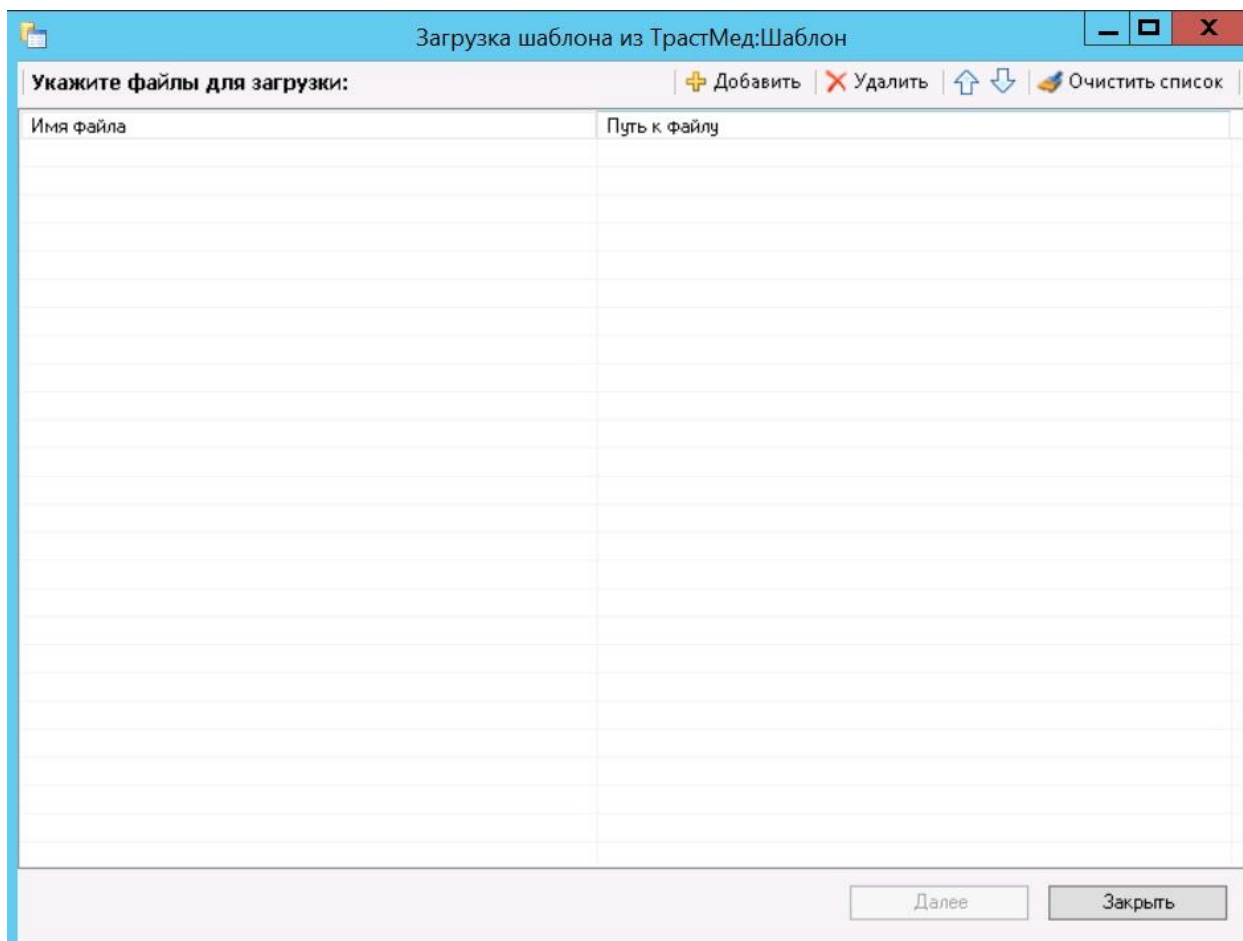 Загрузка шаблона из ТрастМед:Шаблон
Укажите файлы для загрузки: Добавить Удалить Очистить список
Имя файла Путь к файлу
Далее Закрыть